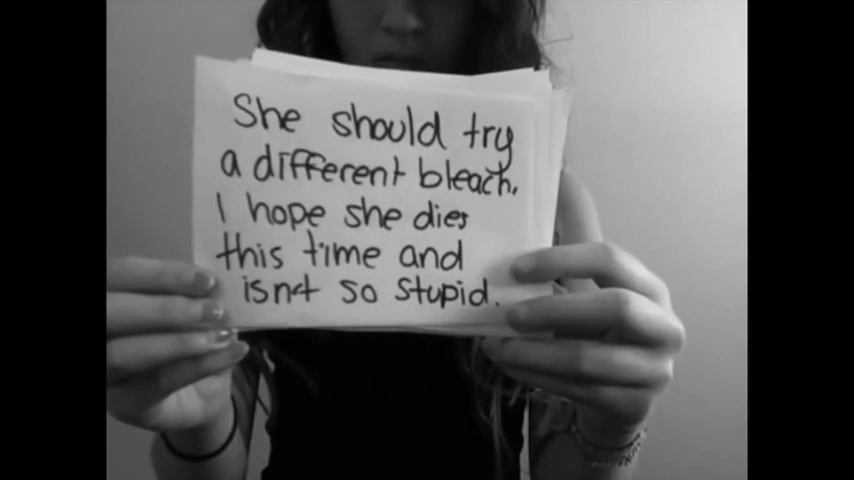 She should try
a different bleach.
I hope she dies
this time and
isn't so stupid.